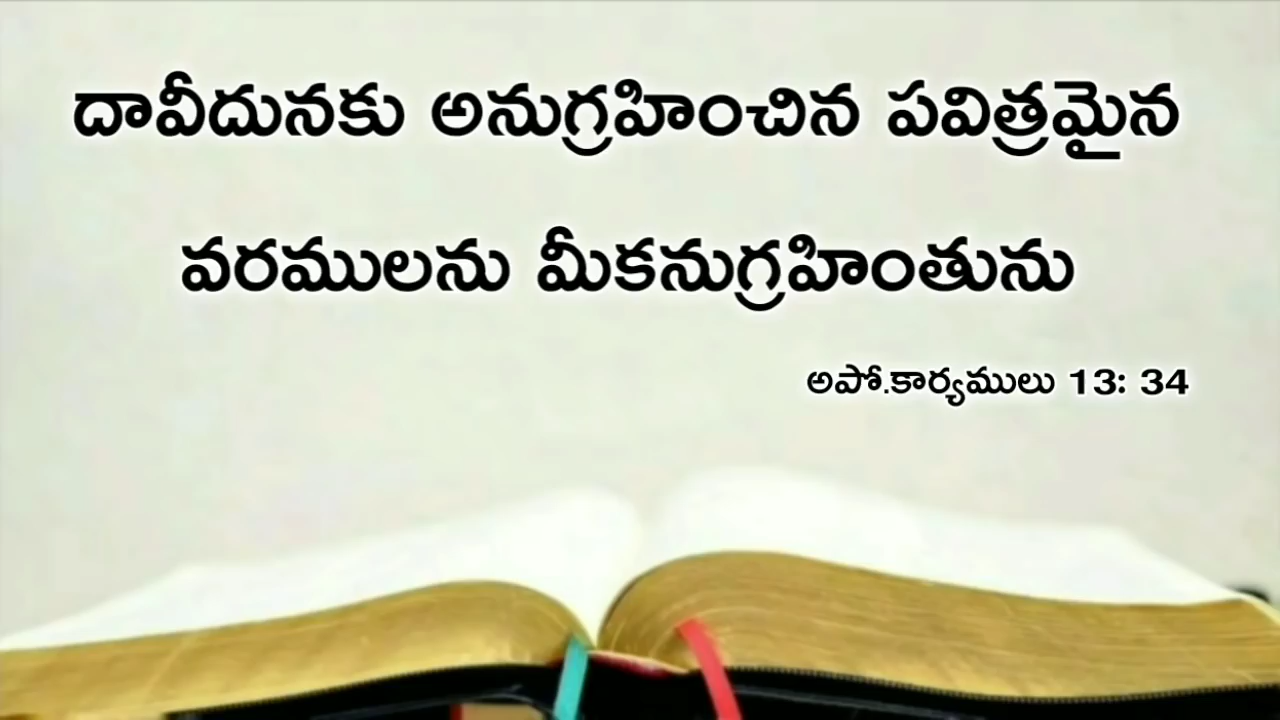 దావీదునకు అనుగ్రహించిన పవిత్రమైన
వరములను మీకనుగ్రహింతును
అపో.కార్యములు 13: 34